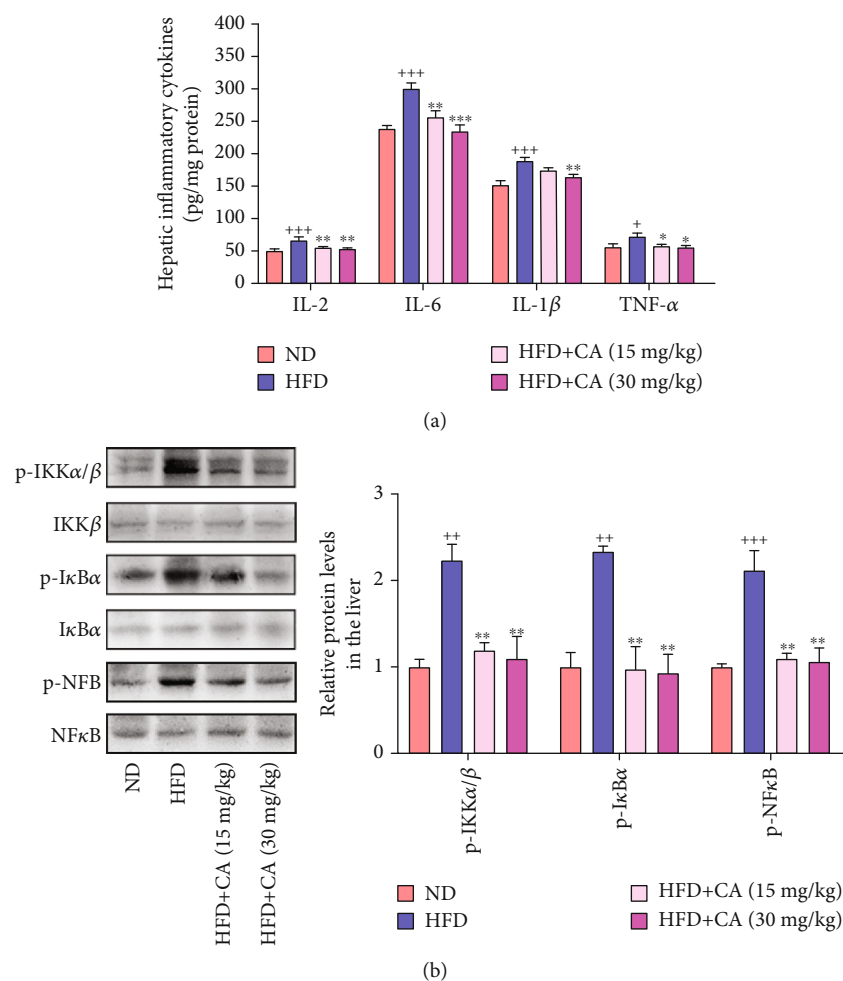 Hepatic inflammatory cytokines
(pg/mg protein)
400
350
300
250
200
150
100
50
0
+++
**
**
+++
**
***
+++
**
+
*
*
IL-2
IL-6
IL-1β
TNF-α
ND
HFD
HFD+CA (15 mg/kg)
HFD+CA (30 mg/kg)
(a)
p-IKKα/β
IKKβ
p-IκBα
IκBα
p-NFB
NFκB
ND
HFD
HFD+CA (15 mg/kg)
HFD+CA (30 mg/kg)
Relative protein levels
in the liver
3
2
1
0
++
**
**
++
**
**
+++
**
**
p-IKKα/β
p-IκBα
p-NFκB
ND
HFD
HFD+CA (15 mg/kg)
HFD+CA (30 mg/kg)
(b)